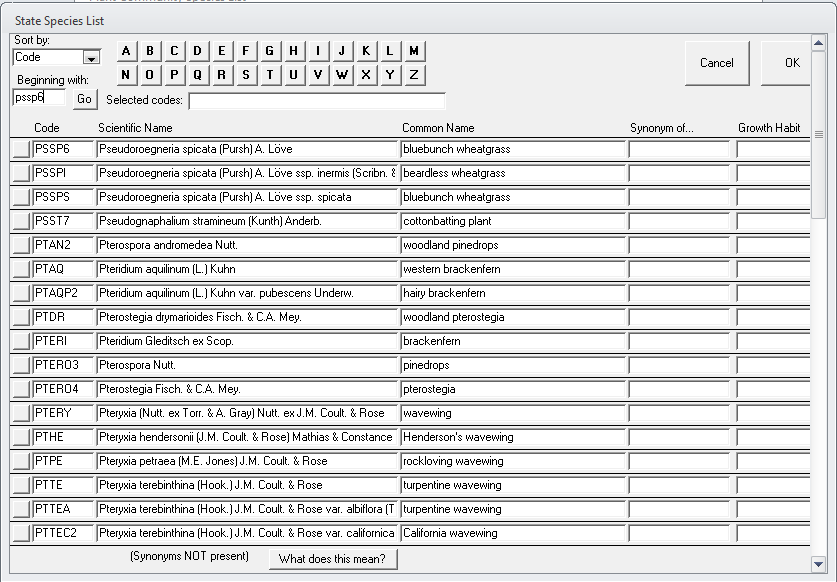 State Species List
Sort by:
Code
A B C D E F G H I J K L M
N O P Q R S T U V W X Y Z
Cancel OK
Beginning with:
pssp6 Go Selected codes:
Code Scientific Name Common Name Synonym of... Growth Habit
PSSP6 Pseudoroegneria spicata (Pursh) A. Löve bluebunch wheatgrass
PSSPI Pseudoroegneria spicata (Pursh) A. Löve ssp. inermis (Scribn. & beardless wheatgrass
PSSPS Pseudoroegneria spicata (Pursh) A. Löve ssp. spicata bluebunch wheatgrass
PSST7 Pseudognaphalium stramineum (Kunth) Anderb. cottonbatting plant
PTAN2 Pterospora andromedea Nutt. woodland pinedrops
PTAQ Pteridium aquilinum (L.) Kuhn western brackenfern
PTAQP2 Pteridium aquilinum (L.) Kuhn var. pubescens Underw. hairy brackenfern
PTDR Pterostegia drymarioides Fisch. & C.A. Mey. woodland pterostegia
PTERI Pteridium Gleditsch ex Scop. brackenfern
PTERO3 Pterospora Nutt. pinedrops
PTERO4 Pterostegia Fisch. & C.A. Mey. pterostegia
PTERY Pteryxia (Nutt. ex Torr. & A. Gray) Nutt. ex J.M. Coult. & Rose wavewing
PTHE Pteryxia hendersonii (J.M. Coult. & Rose) Mathias & Constance Henderson's wavewing
PTPE Pteryxia petraea (M.E. Jones) J.M. Coult. & Rose rockloving wavewing
PTTE Pteryxia terebinthina (Hook.) J.M. Coult. & Rose turpentine wavewing
PTTEA Pteryxia terebinthina (Hook.) J.M. Coult. & Rose var. albiflora (T turpentine wavewing
PTTEC2 Pteryxia terebinthina (Hook.) J.M. Coult. & Rose var. californica California wavewing
(Synonyms NOT present) What does this mean?